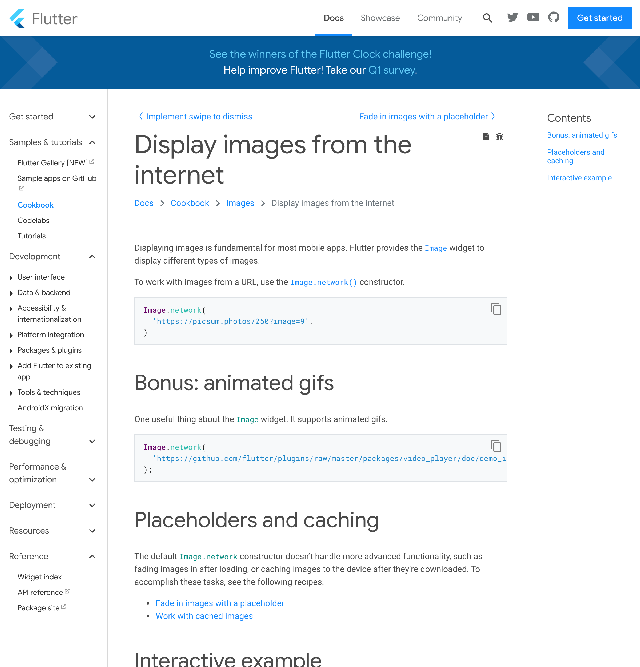 Flutter
Docs
Showcase
Community
Get started
See the winners of the Flutter Clock challenge!
Help improve Flutter! Take our Q1 survey.
Get started
Samples & tutorials
Flutter Gallery [NEW
Sample apps on GitHub
Cookbook
Codelabs
Tutorials
Development
User interface
Data & backend
Accessibility &
internationalization
Platform integration
Packages & plugins
Add Flutter to existing
app
Tools & techniques
AndroidX migration
Testing &
debugging
Performance &
optimization
Deployment
Resources
Reference
Widget index
API reference
Package site
Implement swipe to dismiss
Fade in images with a placeholder
Display images from the
internet
Docs > Cookbook > Images > Display images from the internet
Displaying images is fundamental for most mobile apps. Flutter provides the Image widget to
display different types of images.
To work with images from a URL, use the Image.network() constructor.
Image.network(
'https://picsum.photos/250?image=9',
)
Bonus: animated gifs
One useful thing about the Image widget: It supports animated gifs.
Image.network(
'https://github.com/flutter/plugins/raw/master/packages/video_player/doc/demo_i
);
Placeholders and caching
The default Image.network constructor doesn't handle more advanced functionality, such as
fading images in after loading, or caching images to the device after they're downloaded. To
accomplish these tasks, see the following recipes:
Fade in images with a placeholder
Work with cached images
Interactive example
Contents
Bonus: animated gifs
Placeholders and
caching
Interactive example